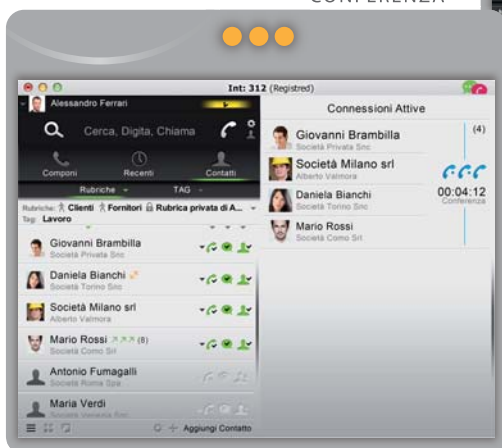 CONFERENZA
Int: 312 (Registred)
Alessandro Ferrari
Cerca, Digita, Chiama
Componi Recenti Contatti
Rubriche TAG
Rubriche: Clienti Fornitori Rubrica privata di A...
Tag: Lavoro
Giovanni Brambilla
Società Privata Snc
Daniela Bianchi
Società Torino Snc
Società Milano srl
Alberto Valmora
Mario Rossi (8)
Società Como Srl
Antonio Fumagalli
Società Roma Spa
Maria Verdi
Aggiungi Contatto
Connessioni Attive
Giovanni Brambilla (4)
Società Privata Snc
Società Milano srl
Alberto Valmora
Daniela Bianchi 00:04:12
Società Torino Snc Conferenza
Mario Rossi
Società Como Srl